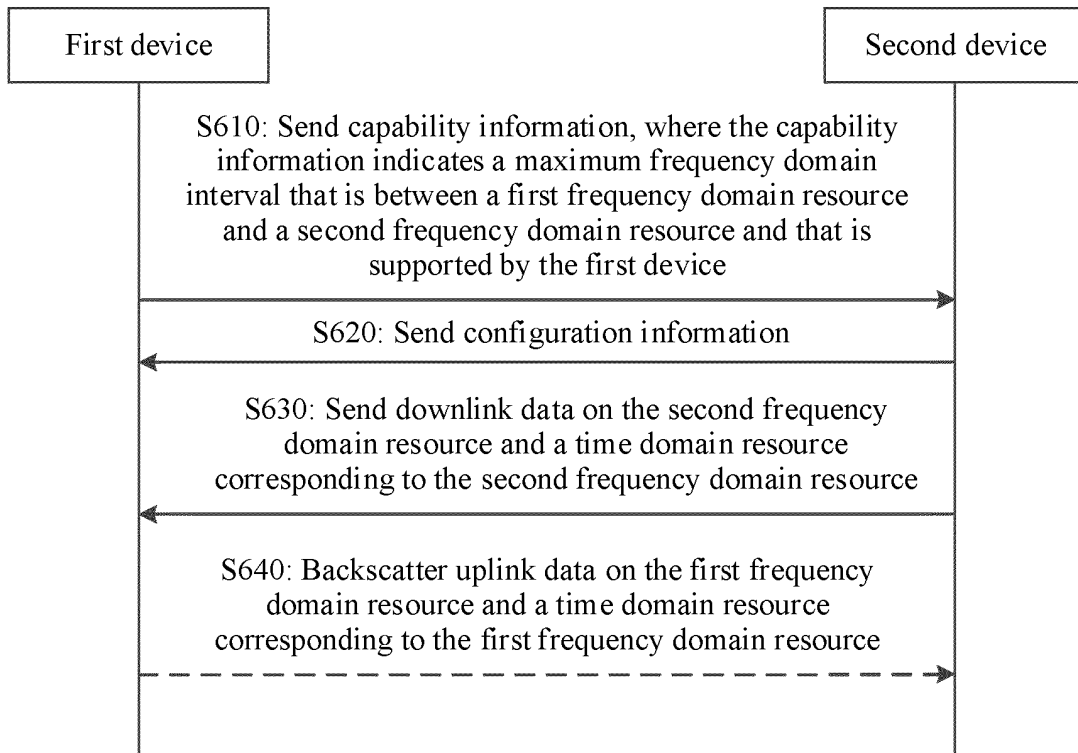 First device
Second device
S610: Send capability information, where the capability
information indicates a maximum frequency domain
interval that is between a first frequency domain resource
and a second frequency domain resource and that is
supported by the first device
S620: Send configuration information
S630: Send downlink data on the second frequency
domain resource and a time domain resource
corresponding to the second frequency domain resource
S640: Backscatter uplink data on the first frequency
domain resource and a time domain resource
corresponding to the first frequency domain resource